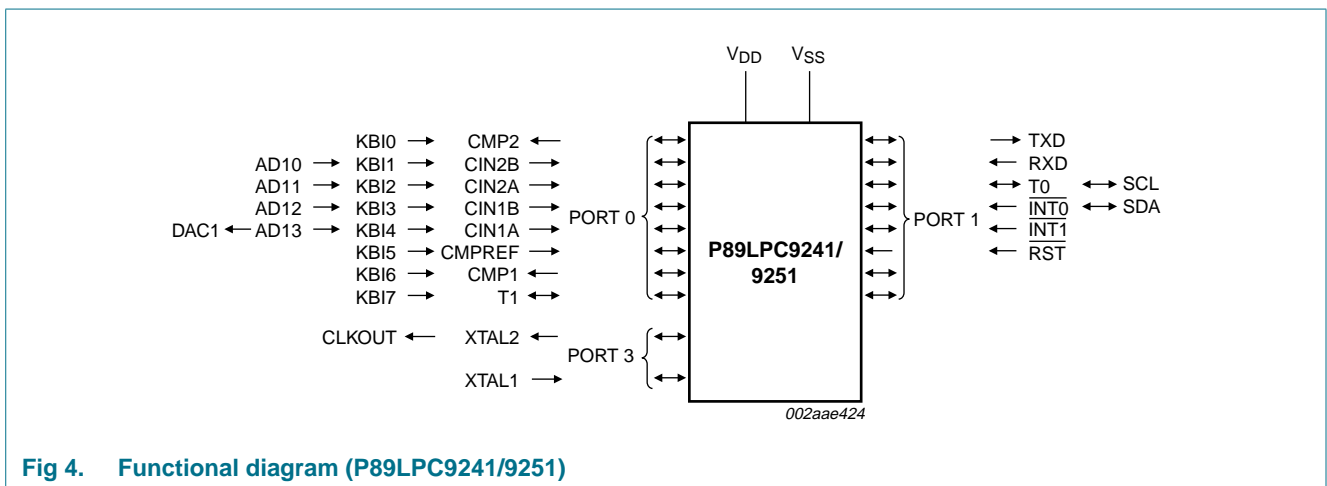 VDD VSS
KBI0 CMP2 TXD
AD10 KBI1 CIN2B RXD
AD11 KBI2 CIN2A T0 SCL
AD12 KBI3 CIN1B PORT 0 PORT 1 INT0 SDA
DAC1 AD13 KBI4 CIN1A INT1
KBI5 CMPREF P89LPC9241/ RST
KBI6 CMP1 9251
KBI7 T1
CLKOUT XTAL2
PORT 3
XTAL1
002aae424
Fig 4. Functional diagram (P89LPC9241/9251)